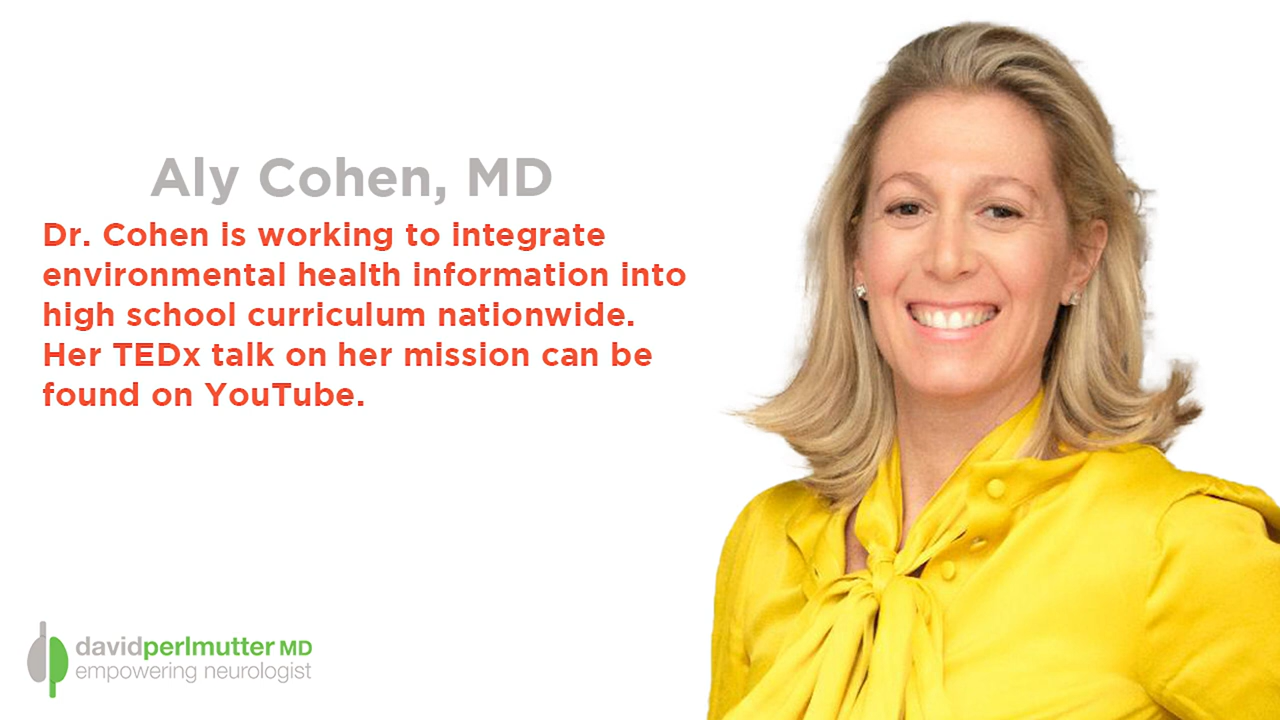 Aly Cohen, MD
Dr. Cohen is working to integrate
environmental health information into
high school curriculum nationwide.
Her TEDx talk on her mission can be
found on YouTube.
davidperlmutter MD
empowering neurologist